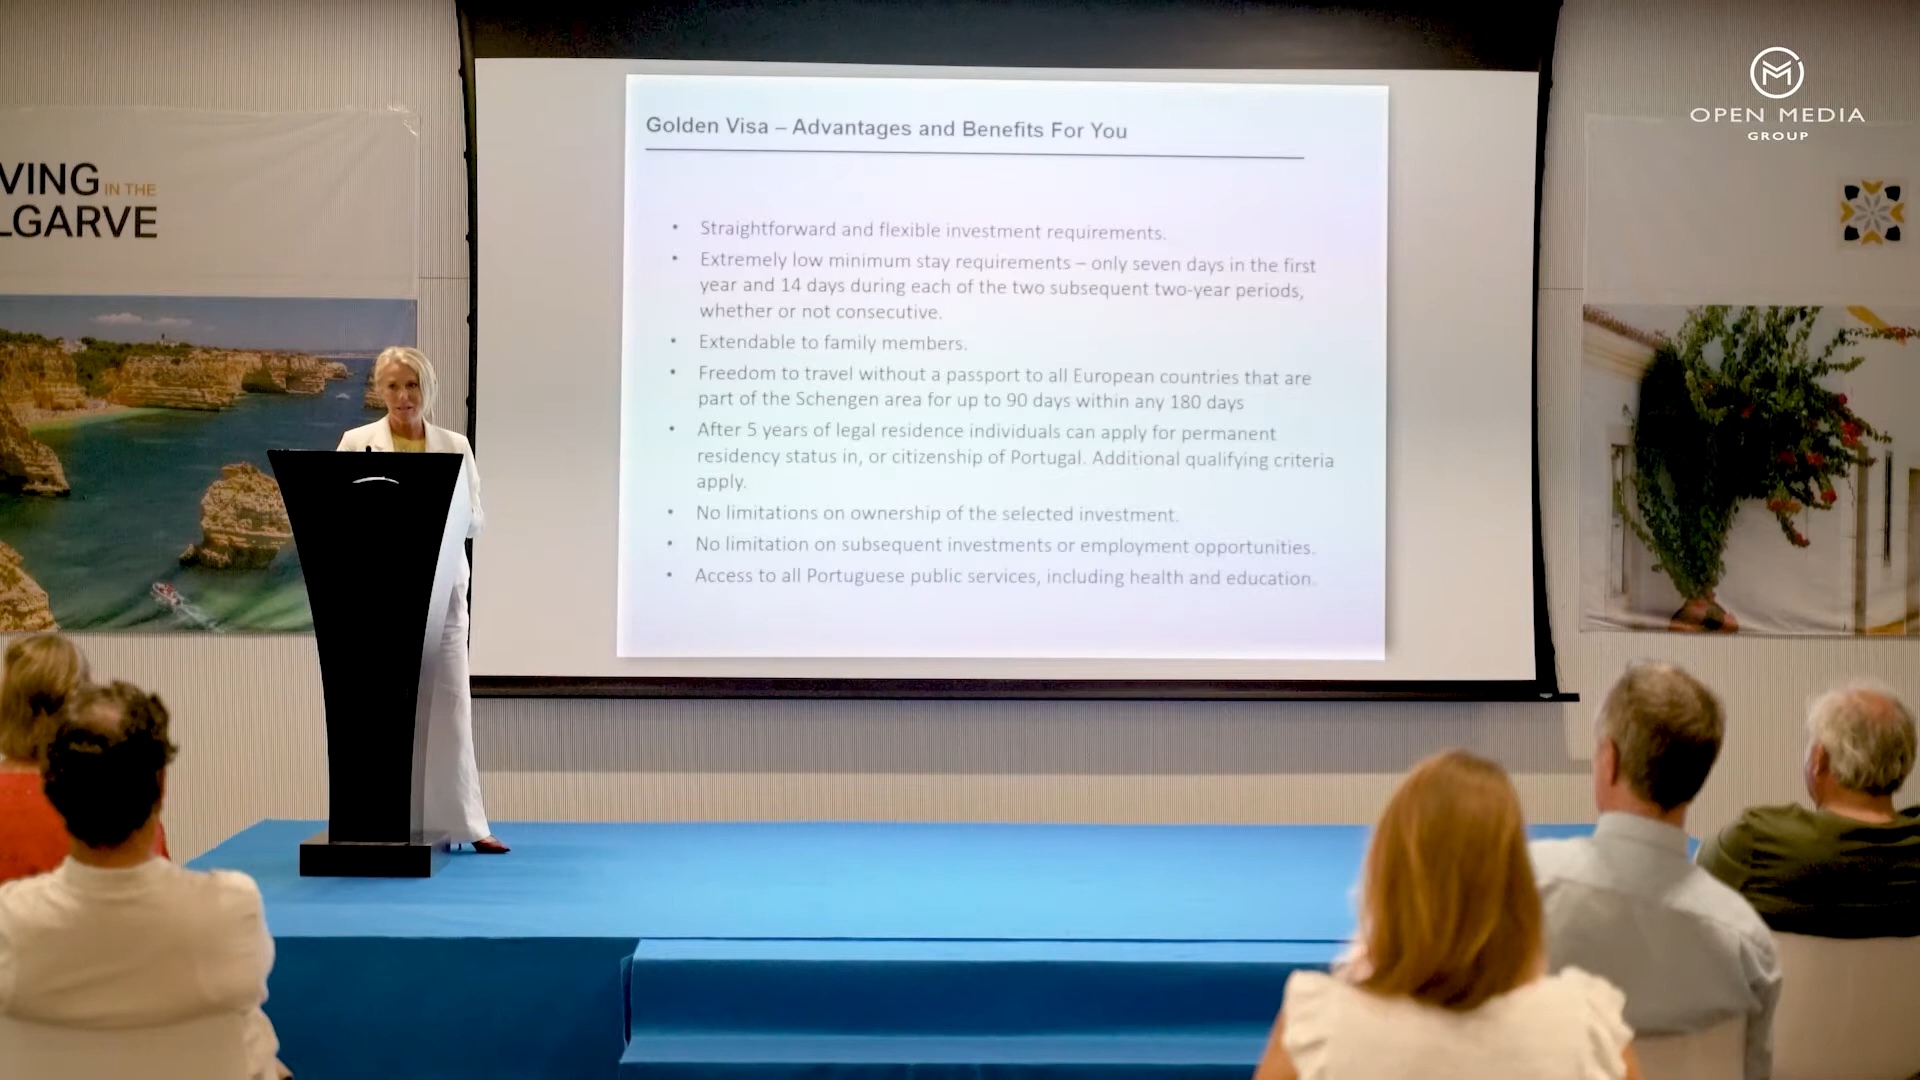 OPEN MEDIA
GROUP
VING IN THE
LGARVE
Golden Visa – Advantages and Benefits For You
• Straightforward and flexible investment requirements.
• Extremely low minimum stay requirements – only seven days in the first
year and 14 days during each of the two subsequent two-year periods,
whether or not consecutive.
• Extendable to family members.
• Freedom to travel without a passport to all European countries that are
part of the Schengen area for up to 90 days within any 180 days
• After 5 years of legal residence individuals can apply for permanent
residency status in, or citizenship of Portugal. Additional qualifying criteria
apply.
• No limitations on ownership of the selected investment.
• No limitation on subsequent investments or employment opportunities.
• Access to all Portuguese public services, including health and education.